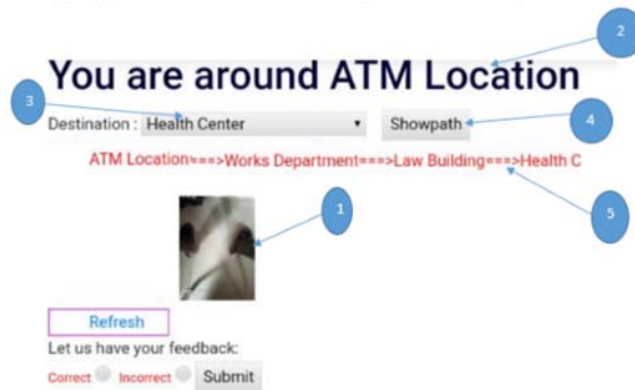 2
You are around ATM Location
3
Destination : Health Center Showpath
4
ATM Location===>Works Department===>Law Building===>Health C
5
1
Refresh
Let us have your feedback:
Correct Incorrect Submit